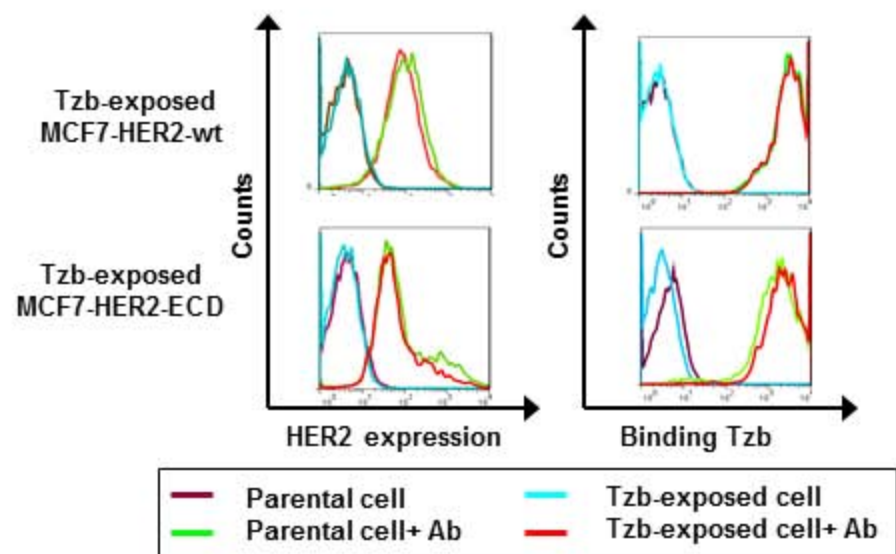 Tzb-exposed
MCF7-HER2-wt
Tzb-exposed
MCF7-HER2-ECD
Counts
Counts
HER2 expression
Binding Tzb
Parental cell
Tzb-exposed cell
Parental cell+ Ab
Tzb-exposed cell+ Ab